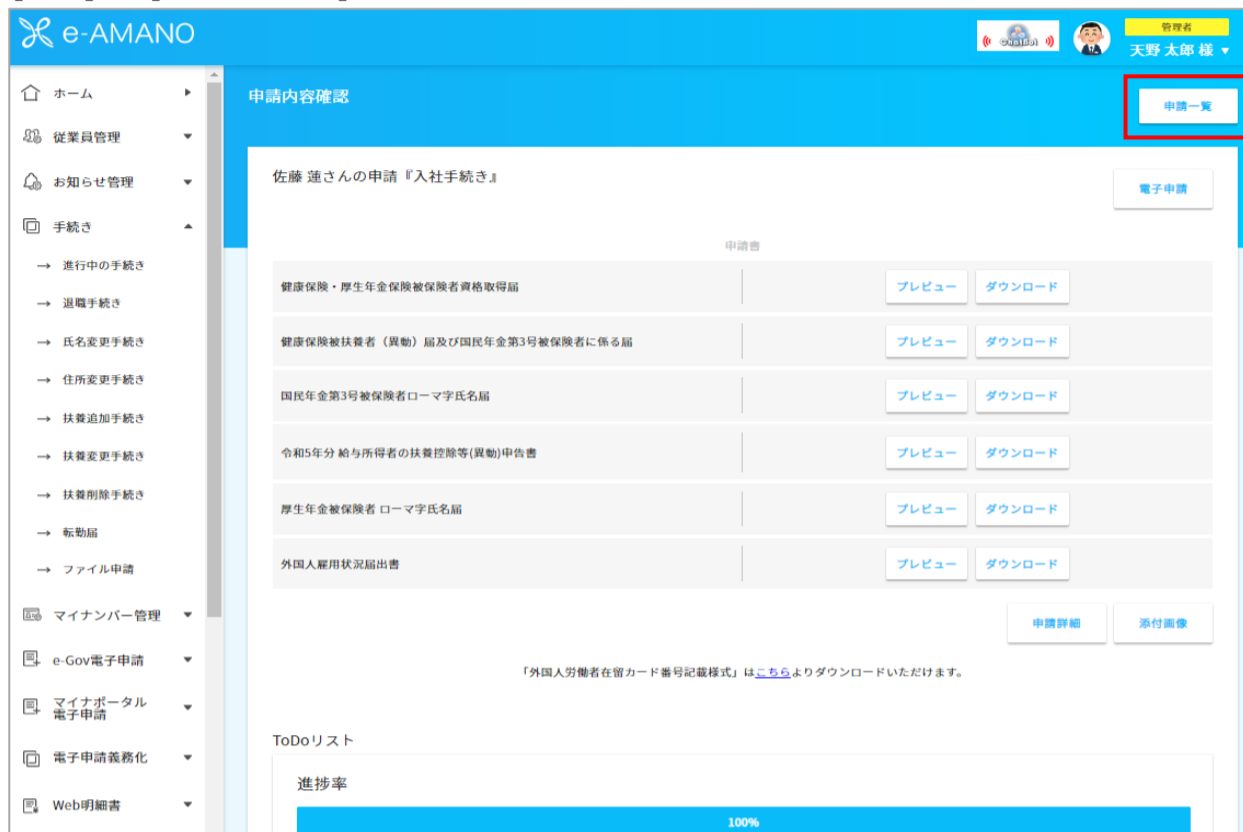 e-AMANO
ChatBot
管理者
天野 太郎 様 ▼
ホーム
従業員管理
お知らせ管理
手続き
→ 進行中の手続き
→ 退職手続き
→ 氏名変更手続き
→ 住所変更手続き
→ 扶養追加手続き
→ 扶養変更手続き
→ 扶養削除手続き
→ 転勤届
→ ファイル申請
マイナンバー管理
e-Gov電子申請
マイナポータル
電子申請
電子申請義務化
Web明細書
申請内容確認
申請一覧
佐藤 蓮さんの申請『入社手続き』
電子申請
申請書
健康保険・厚生年金保険被保険者資格取得届 プレビュー ダウンロード
健康保険被扶養者（異動）届及び国民年金第3号被保険者に係る届 プレビュー ダウンロード
国民年金第3号被保険者ローマ字氏名届 プレビュー ダウンロード
令和5年分 給与所得者の扶養控除等(異動)申告書 プレビュー ダウンロード
厚生年金被保険者 ローマ字氏名届 プレビュー ダウンロード
外国人雇用状況届出書 プレビュー ダウンロード
申請詳細 添付画像
「外国人労働者在留カード番号記載様式」はこちらよりダウンロードいただけます。
ToDoリスト
進捗率
100%